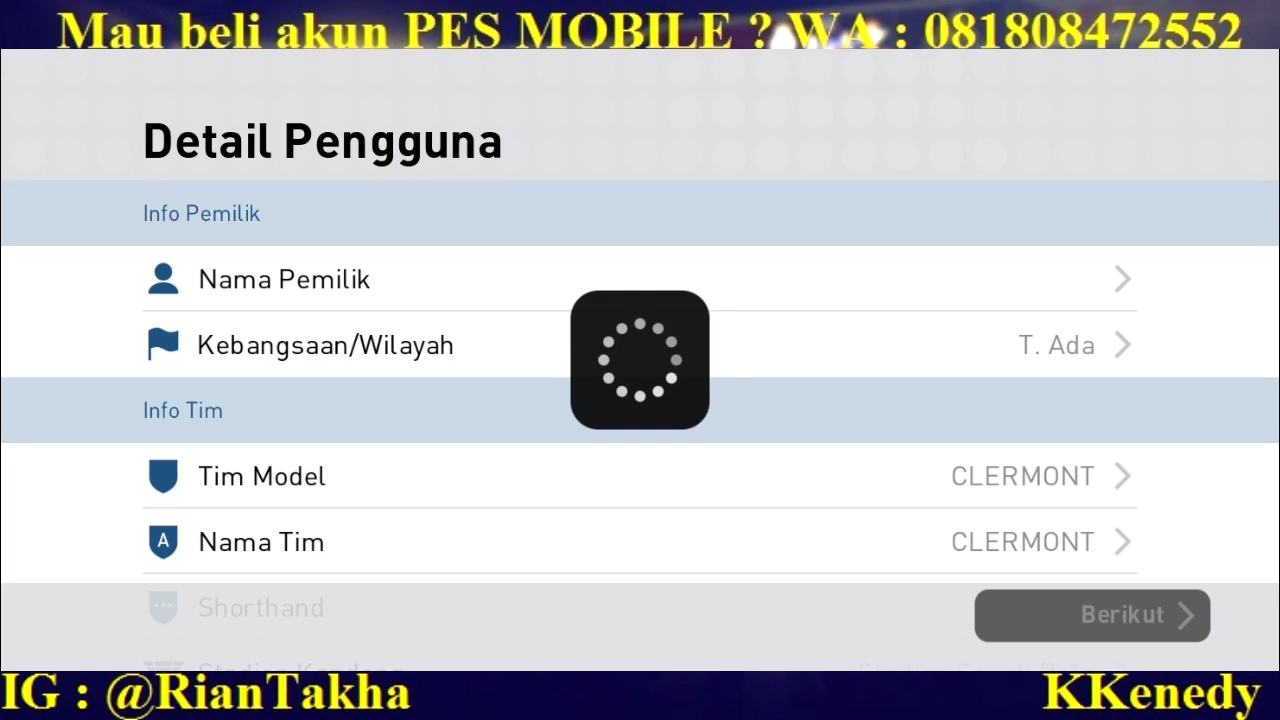 Mau beli akun PES MOBILE ? WA : 081808472552
Detail Pengguna
Info Pemilik
Nama Pemilik
Kebangsaan/Wilayah T. Ada
Info Tim
Tim Model CLERMONT
Nama Tim CLERMONT
A
Shorthand
Berikut
IG : @RianTakha KKenedy